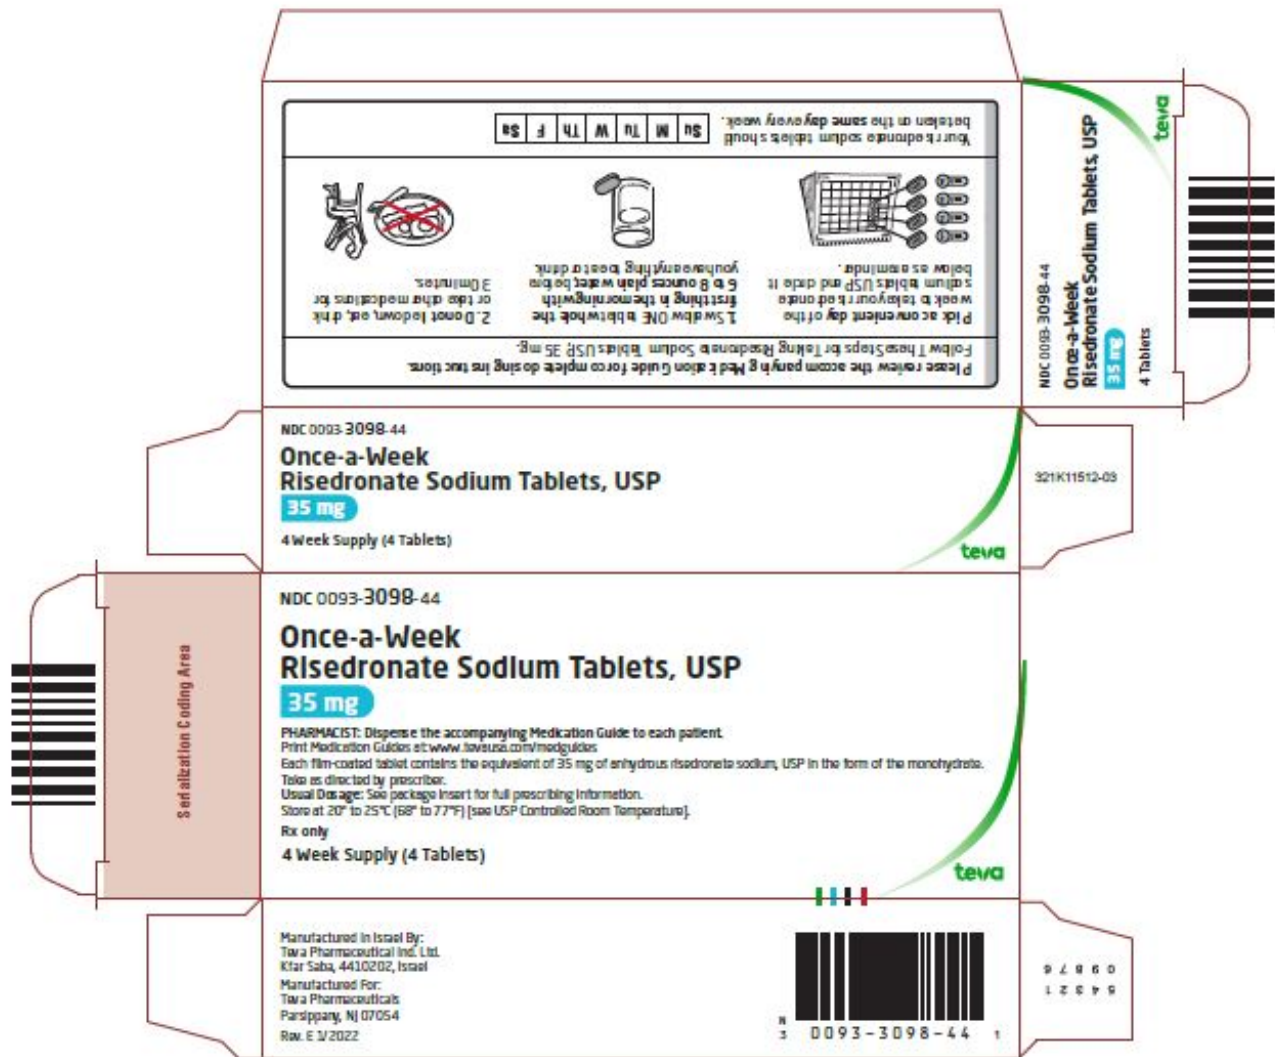 Please review the accompanying Medication Guide for complete dosing instructions.
Follow These Steps for Taking Risedronate Sodium Tablets USP, 35 mg.
Pick a convenient day of the
week to take your risedronate
sodium tablets USP and circle it
below as a reminder.
1. Swallow ONE tablet whole the
first thing in the morning with
6 to 8 ounces plain water, before
you have anything to eat or drink
2. Do not lie down, eat, drink
or take other medications for
30 minutes.
Your risedronate sodium tablets should
be taken on the same day every week.
Su M Tu W Th F Sa
NDC 0093-3098-44
Once-a-Week
Risedronate Sodium Tablets, USP
35 mg
4 Tablets
teva
NDC 0093-3098-44
Once-a-Week
Risedronate Sodium Tablets, USP
35 mg
4 Week Supply (4 Tablets)
teva
321K11512-03
Serialization Coding Area
NDC 0093-3098-44
Once-a-Week
Risedronate Sodium Tablets, USP
35 mg
PHARMACIST: Dispense the accompanying Medication Guide to each patient.
Print Medication Guides at: www.tevausa.com/medguides
Each film-coated tablet contains the equivalent of 35 mg of anhydrous risedronate sodium, USP in the form of the monohydrate.
Take as directed by prescriber.
Usual Dosage: See package insert for full prescribing information.
Store at 20° to 25°C (68° to 77°F) [see USP Controlled Room Temperature].
Rx only
4 Week Supply (4 Tablets)
teva
Manufactured In Israel By:
Teva Pharmaceutical Ind. Ltd.
Kfar Saba, 4410202, Israel
Manufactured For:
Teva Pharmaceuticals
Parsippany, NJ 07054
Rev. E 1/2022
N
3 0093-3098-44 1
1 2 3 4 5
6 7 8 9 0